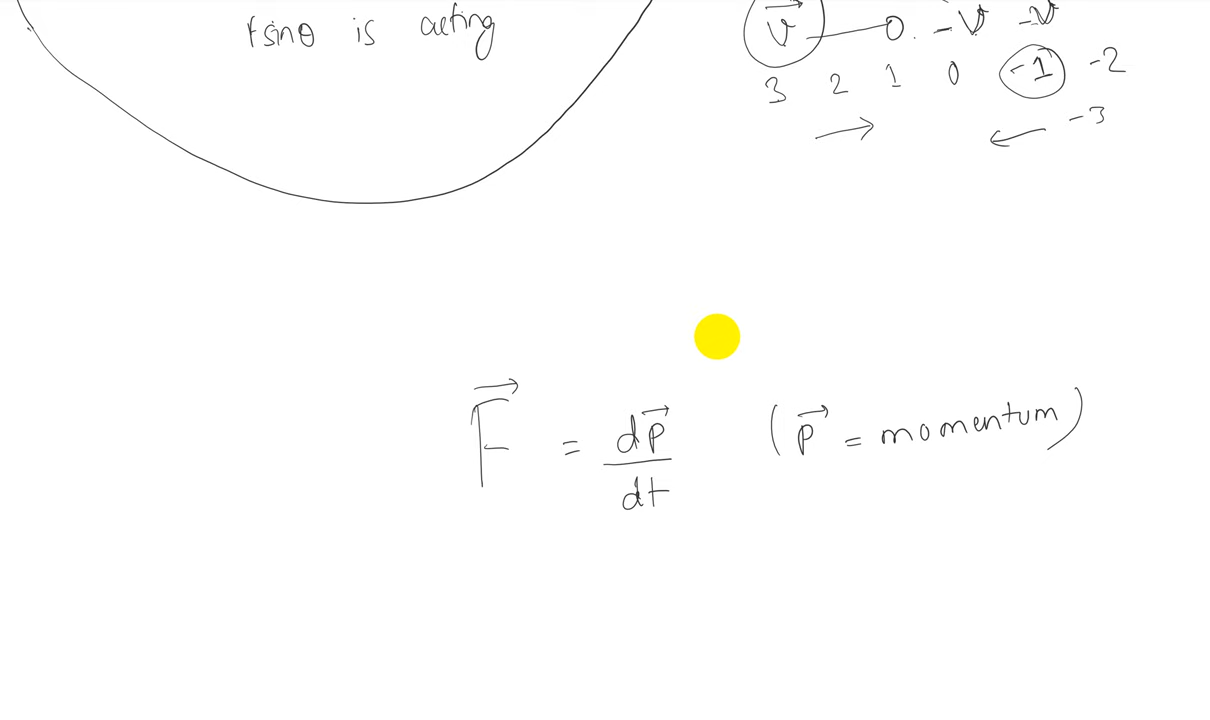 Fsinθ is acting
v⃗ 0. -v -v
3 2 1 0 -1 -2
→ ← -3
F⃗ = dp⃗/dt (p⃗ = momentum)